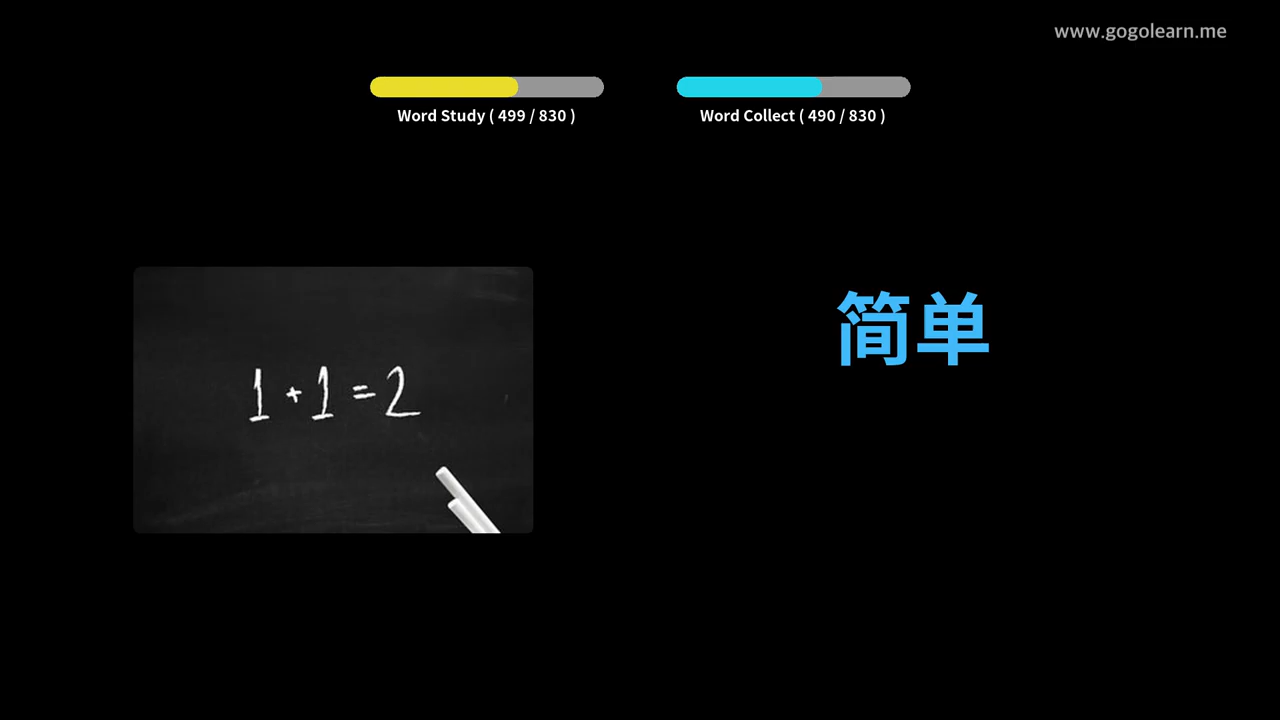 www.gogolearn.me
Word Study ( 499 / 830 )
Word Collect ( 490 / 830 )
简单
1 + 1 = 2